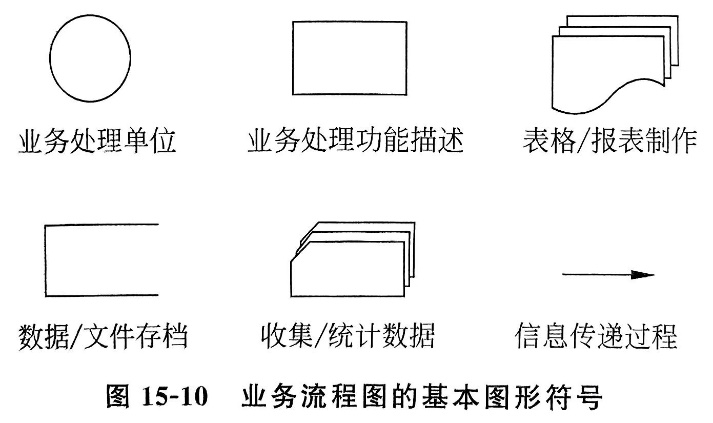 业务处理单位
业务处理功能描述
表格/报表制作
数据/文件存档
收集/统计数据
信息传递过程
图 15-10 业务流程图的基本图形符号